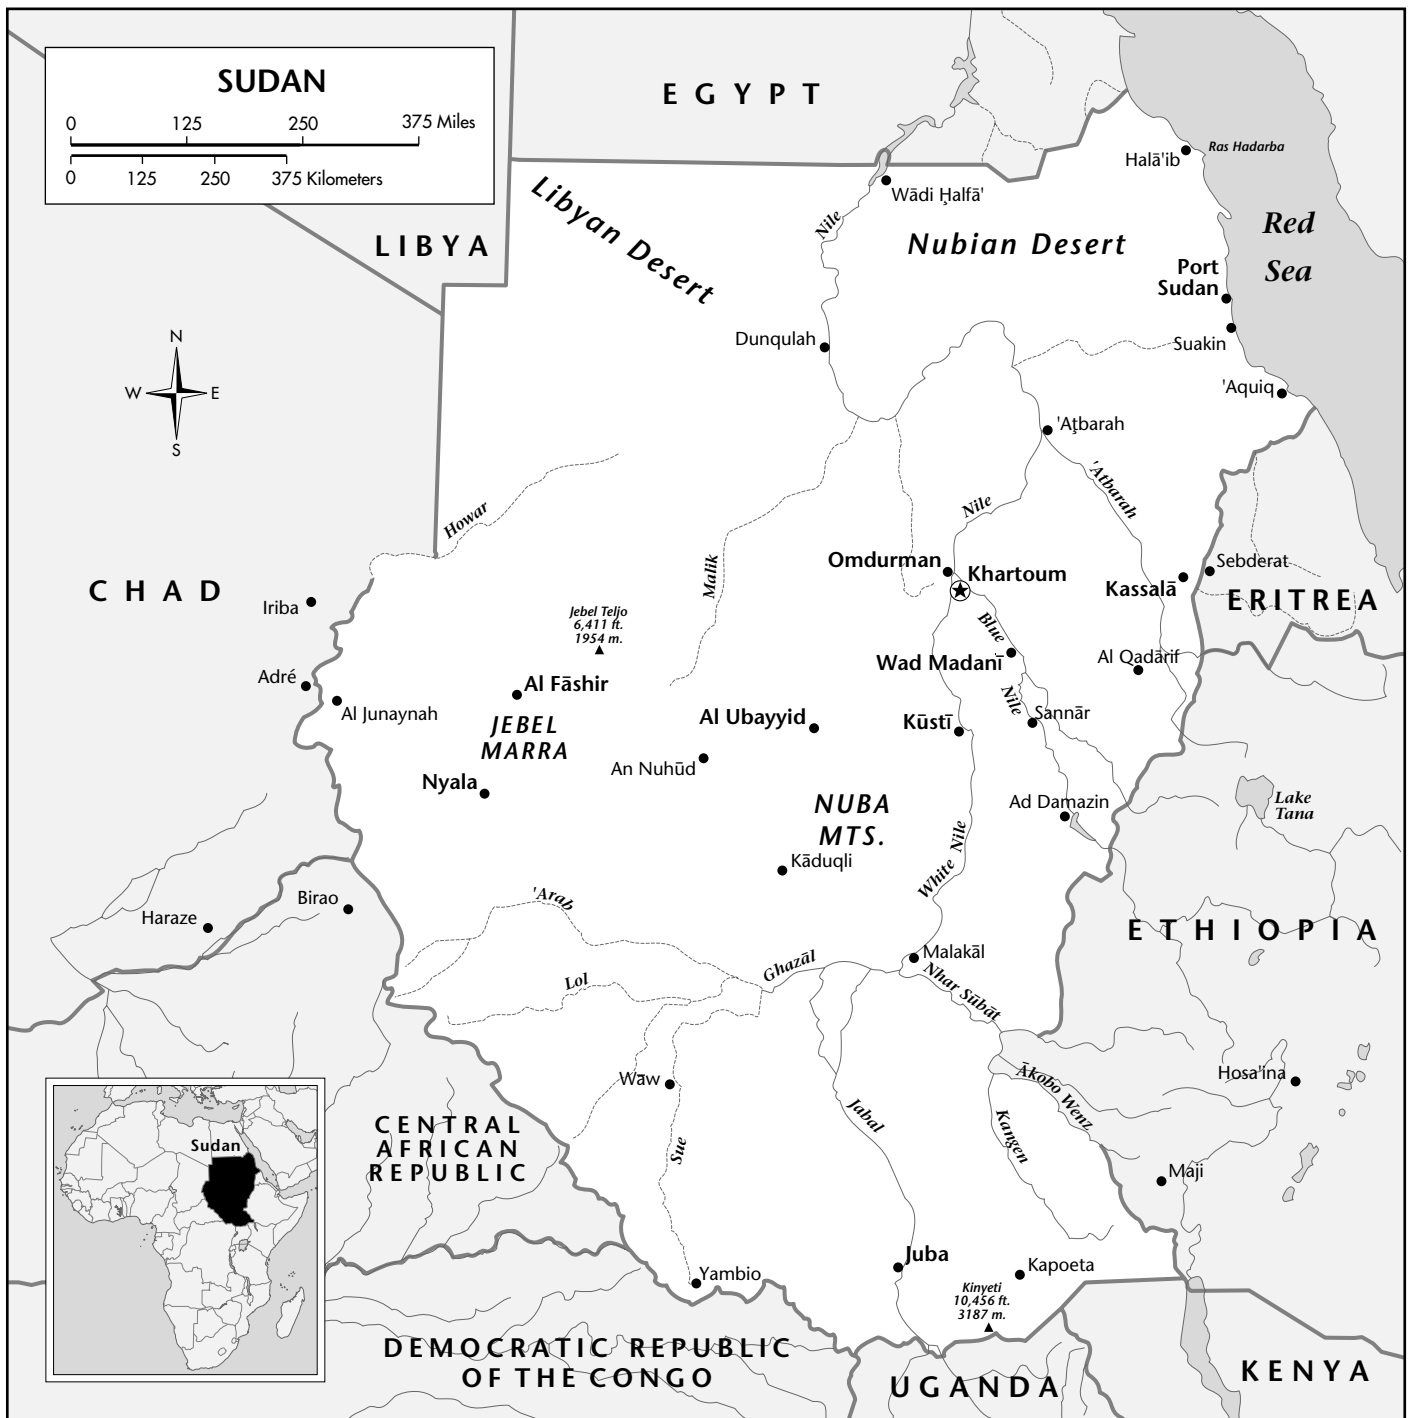 SUDAN
0 125 250 375 Miles
0 125 250 375 Kilometers
EGYPT
LIBYA
Libyan Desert
Nile
Wādi Ḩalfā'
Halā'ib
Ras Hadarba
Nubian Desert
Red
Sea
Port
Sudan
Suakin
'Aquiq
Dunqulah
N
W E
S
'Aţbarah
'Atbarah
Howar
Nile
Malik
Omdurman
Khartoum
Kassalā
Sebderat
ERITREA
CHAD
Iriba
Jebel Teljo
6,411 ft.
1954 m.
Blue
Nile
Wad Madanī
Al Qadārif
Adré
Al Junaynah
Al Fāshir
JEBEL
MARRA
Al Ubayyid
Kūstī
Sannār
An Nuhūd
Nyala
NUBA
MTS.
Ad Damazin
Lake
Tana
Kāduqli
White Nile
Birao
Haraze
'Arab
ETHIOPIA
Malakāl
Ghazāl
Lol
Nhar Sūbāt
Waw
Ākobo Wenz
Hosa'ina
Jabal
Kangen
Sue
CENTRAL
AFRICAN
REPUBLIC
Sudan
Maji
Juba
Kapoeta
Yambio
Kinyeti
10,456 ft.
3187 m.
DEMOCRATIC REPUBLIC
OF THE CONGO
UGANDA
KENYA